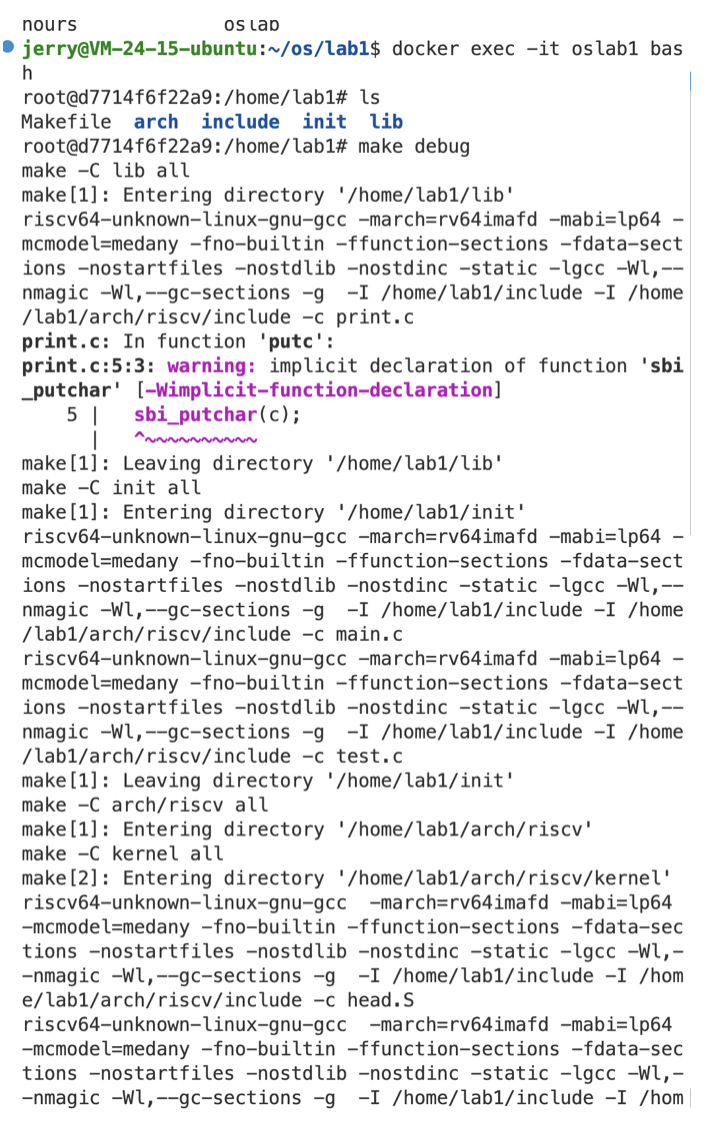 nours oslab
jerry@VM-24-15-ubuntu:~/os/lab1$ docker exec -it oslab1 bas
h
root@d7714f6f22a9:/home/lab1# ls
Makefile  arch  include  init  lib
root@d7714f6f22a9:/home/lab1# make debug
make -C lib all
make[1]: Entering directory '/home/lab1/lib'
riscv64-unknown-linux-gnu-gcc -march=rv64imafd -mabi=lp64 -
mcmodel=medany -fno-builtin -ffunction-sections -fdata-sect
ions -nostartfiles -nostdlib -nostdinc -static -lgcc -Wl,--
nmagic -Wl,--gc-sections -g  -I /home/lab1/include -I /home
/lab1/arch/riscv/include -c print.c
print.c: In function 'putc':
print.c:5:3: warning: implicit declaration of function 'sbi
_putchar' [-Wimplicit-function-declaration]
    5 |   sbi_putchar(c);
      |   ^~~~~~~~~~~
make[1]: Leaving directory '/home/lab1/lib'
make -C init all
make[1]: Entering directory '/home/lab1/init'
riscv64-unknown-linux-gnu-gcc -march=rv64imafd -mabi=lp64 -
mcmodel=medany -fno-builtin -ffunction-sections -fdata-sect
ions -nostartfiles -nostdlib -nostdinc -static -lgcc -Wl,--
nmagic -Wl,--gc-sections -g  -I /home/lab1/include -I /home
/lab1/arch/riscv/include -c main.c
riscv64-unknown-linux-gnu-gcc -march=rv64imafd -mabi=lp64 -
mcmodel=medany -fno-builtin -ffunction-sections -fdata-sect
ions -nostartfiles -nostdlib -nostdinc -static -lgcc -Wl,--
nmagic -Wl,--gc-sections -g  -I /home/lab1/include -I /home
/lab1/arch/riscv/include -c test.c
make[1]: Leaving directory '/home/lab1/init'
make -C arch/riscv all
make[1]: Entering directory '/home/lab1/arch/riscv'
make -C kernel all
make[2]: Entering directory '/home/lab1/arch/riscv/kernel'
riscv64-unknown-linux-gnu-gcc  -march=rv64imafd -mabi=lp64
-mcmodel=medany -fno-builtin -ffunction-sections -fdata-sec
tions -nostartfiles -nostdlib -nostdinc -static -lgcc -Wl,-
-nmagic -Wl,--gc-sections -g  -I /home/lab1/include -I /hom
e/lab1/arch/riscv/include -c head.S
riscv64-unknown-linux-gnu-gcc  -march=rv64imafd -mabi=lp64
-mcmodel=medany -fno-builtin -ffunction-sections -fdata-sec
tions -nostartfiles -nostdlib -nostdinc -static -lgcc -Wl,-
-nmagic -Wl,--gc-sections -g  -I /home/lab1/include -I /hom